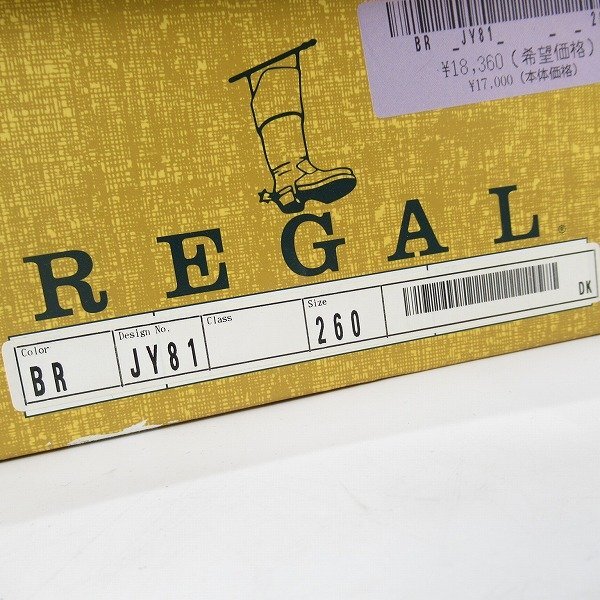 BR _JY81_ - - 2
¥18,360(希望価格)
¥17,000(本体価格)
REGAL®
Color
BR
Design No.
JY81
Class
Size
260
DK